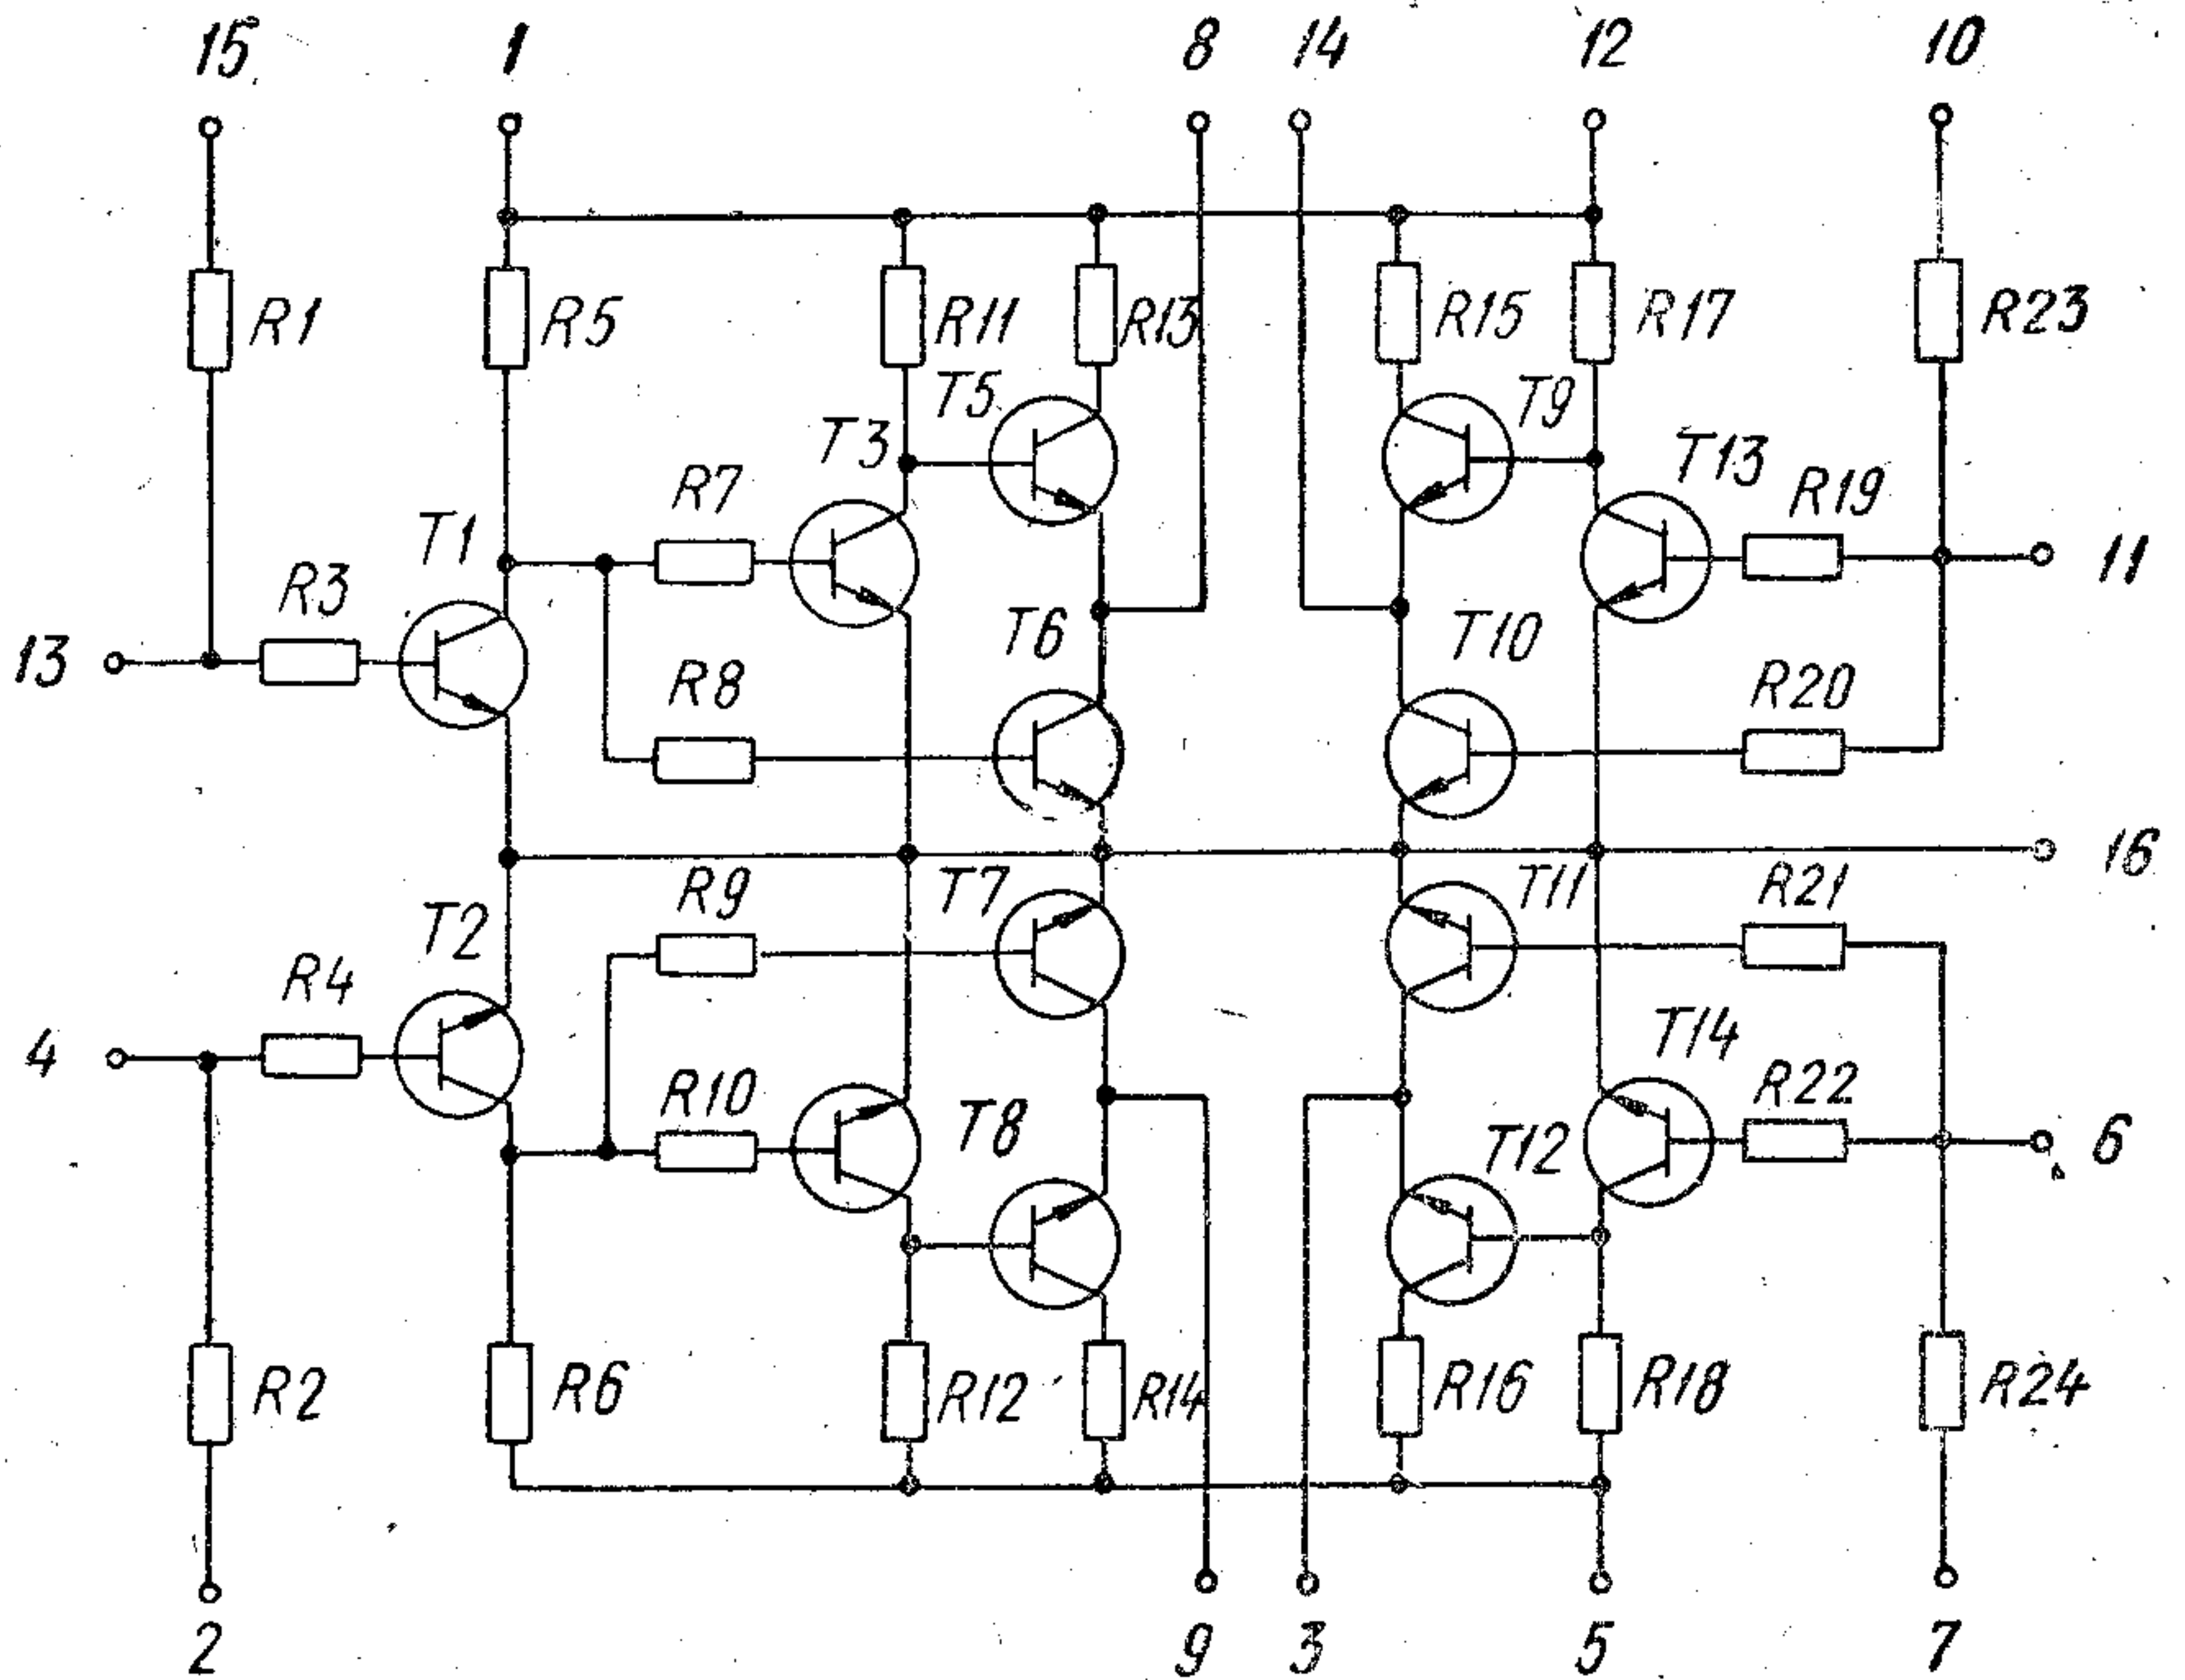 15 1 8 14 12 10
R1 R5 R11 R13 R15 R17 R23
T5 T9
T3 T13
R7 R19
T1 11
R3 T6 T10
13 R8 R20
16
R9 T7 T11 R21
T2
R4 T14
4 R10 T8 R22
T12 6
R2 R6 R12 R14 R16 R18 R24
2 9 3 5 7